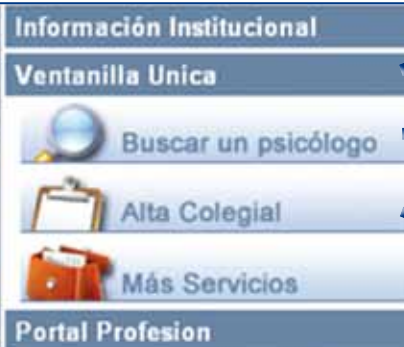 Información Institucional
Ventanilla Unica
Buscar un psicólogo
Alta Colegial
Más Servicios
Portal Profesion